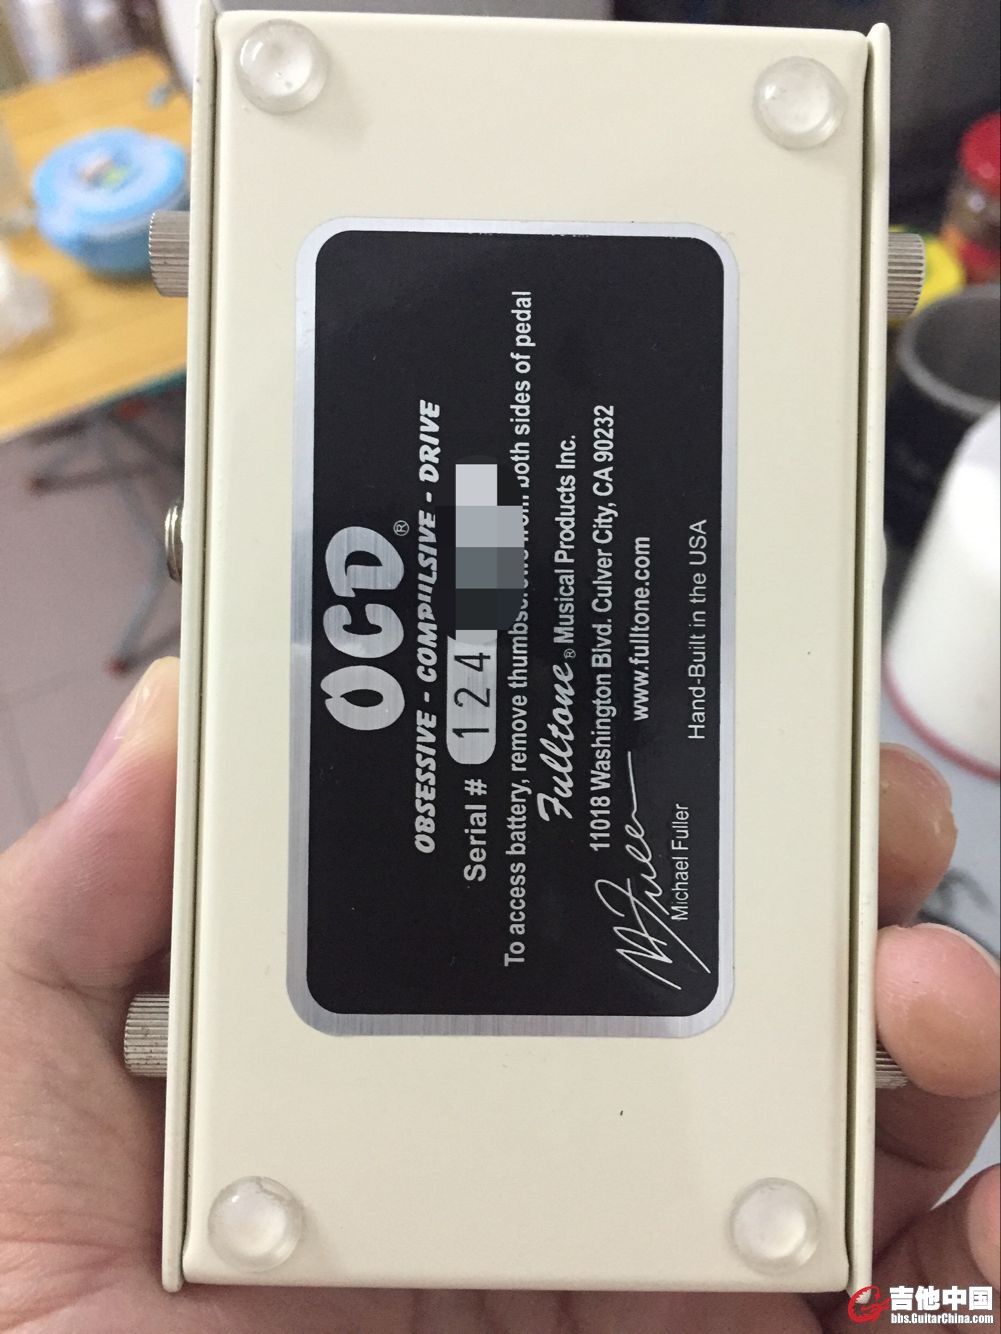 OCD®
OBSESSIVE - COMPULSIVE - DRIVE
Serial # 124
To access battery, remove thumbscrews from both sides of pedal
Fulltone® Musical Products Inc.
11018 Washington Blvd. Culver City, CA 90232
www.fulltone.com
Hand-Built in the USA
Michael Fuller
吉他中国
bbs.GuitarChina.com